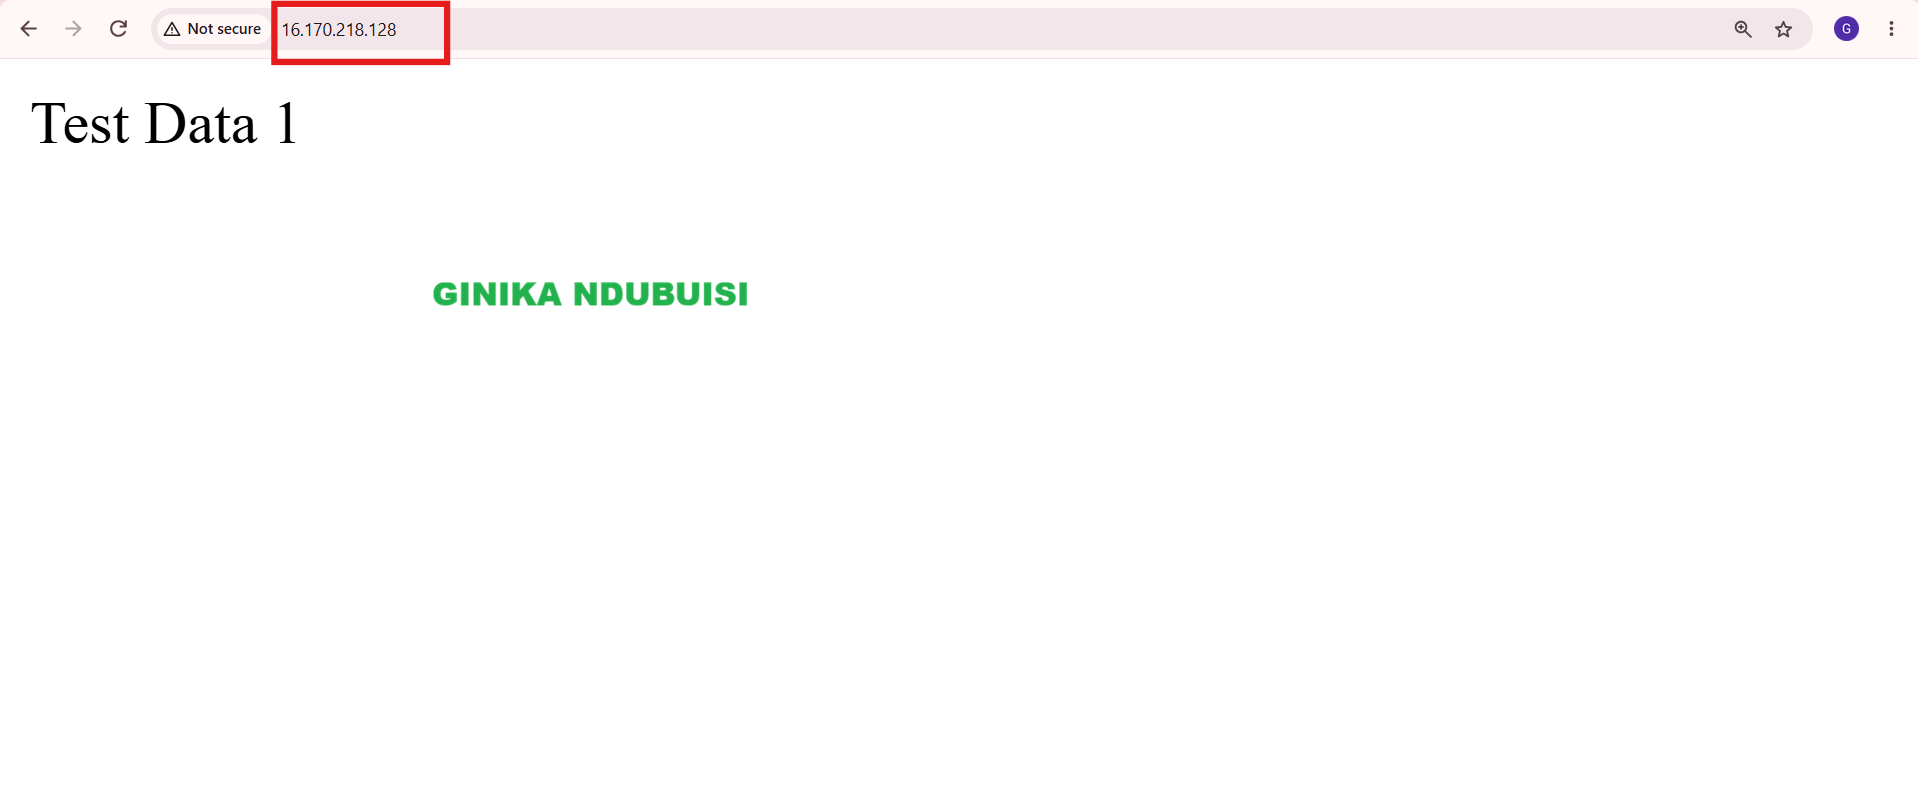 Not secure 16.170.218.128
G
Test Data 1
GINIKA NDUBUISI